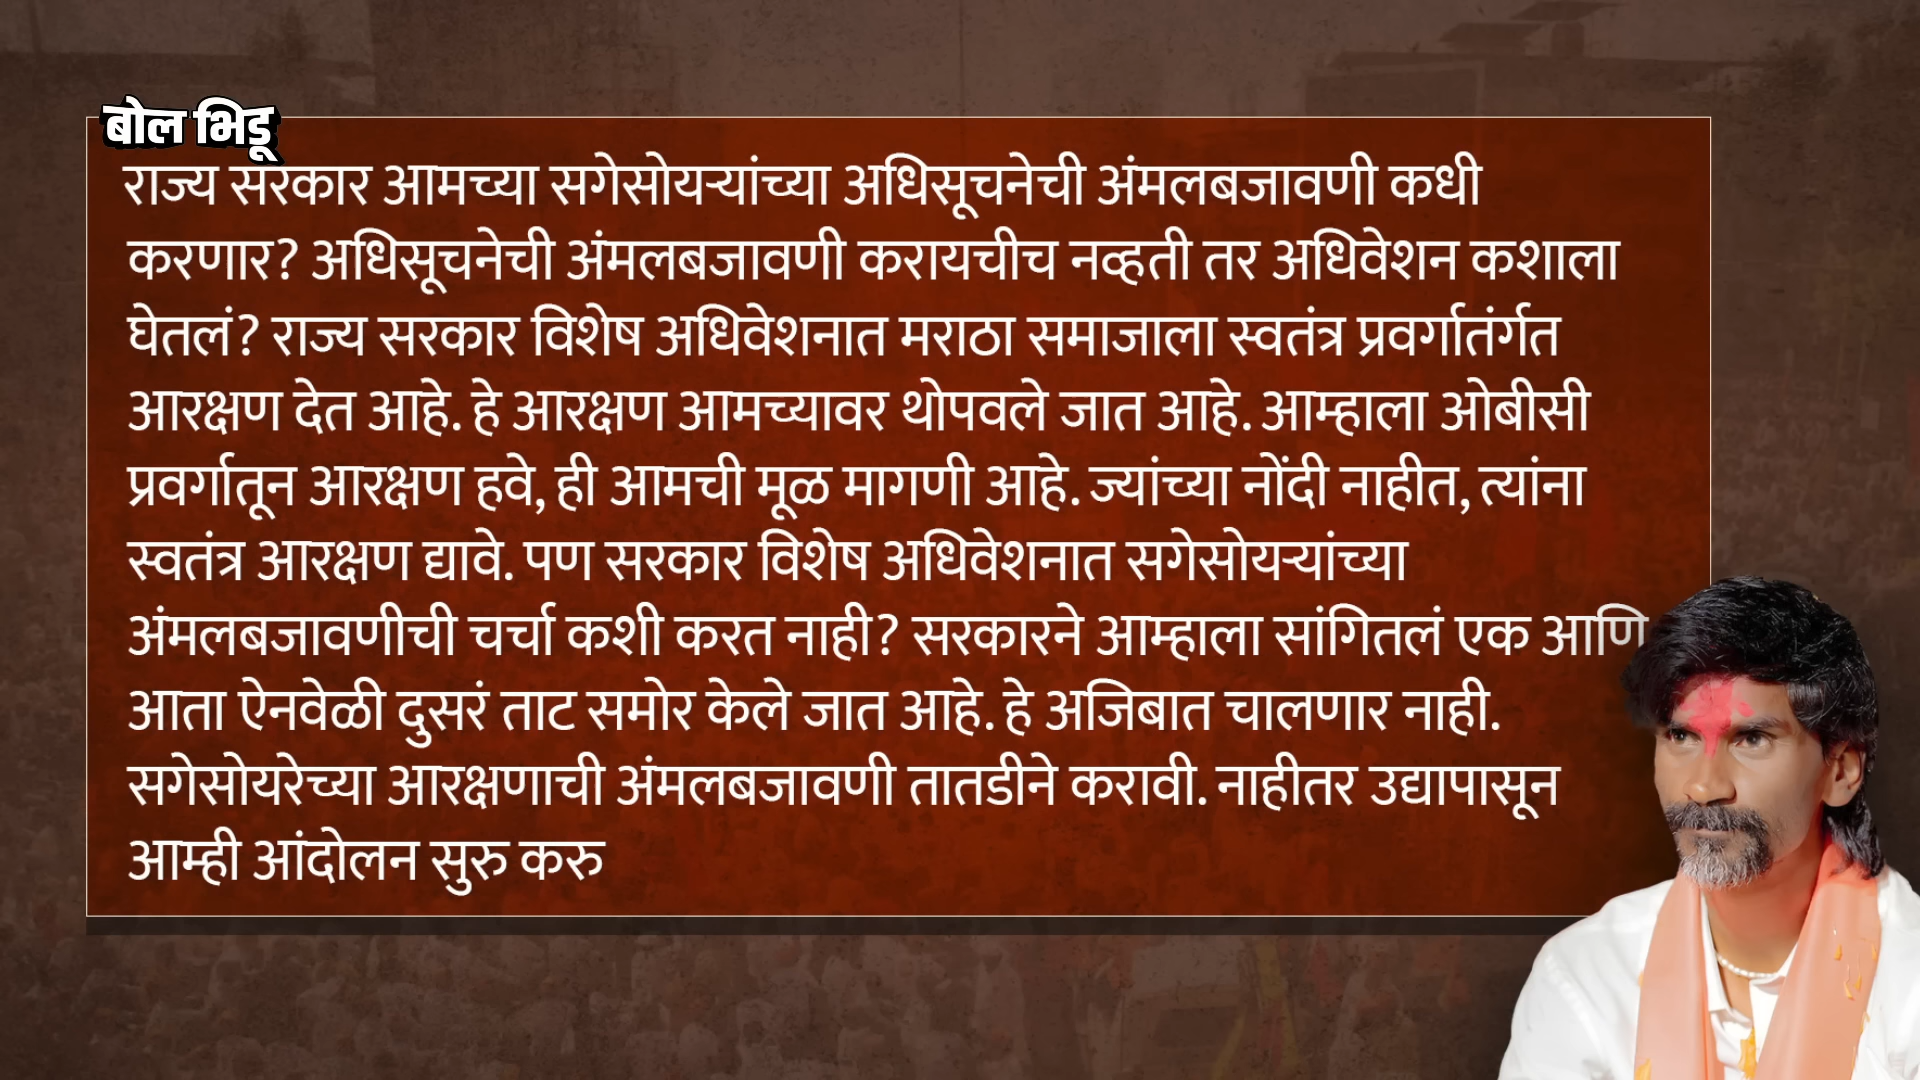 बोल भिडू
राज्य सरकार आमच्या सगेसोयऱ्यांच्या अधिसूचनेची अंमलबजावणी कधी
करणार? अधिसूचनेची अंमलबजावणी करायचीच नव्हती तर अधिवेशन कशाला
घेतलं? राज्य सरकार विशेष अधिवेशनात मराठा समाजाला स्वतंत्र प्रवर्गातंर्गत
आरक्षण देत आहे. हे आरक्षण आमच्यावर थोपवले जात आहे. आम्हाला ओबीसी
प्रवर्गातून आरक्षण हवे, ही आमची मूळ मागणी आहे. ज्यांच्या नोंदी नाहीत, त्यांना
स्वतंत्र आरक्षण द्यावे. पण सरकार विशेष अधिवेशनात सगेसोयऱ्यांच्या
अंमलबजावणीची चर्चा कशी करत नाही? सरकारने आम्हाला सांगितलं एक आणि
आता ऐनवेळी दुसरं ताट समोर केले जात आहे. हे अजिबात चालणार नाही.
सगेसोयरेच्या आरक्षणाची अंमलबजावणी तातडीने करावी. नाहीतर उद्यापासून
आम्ही आंदोलन सुरु करु